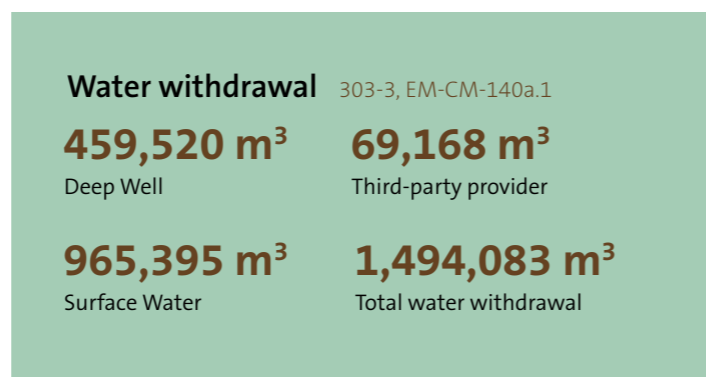 Water withdrawal 303-3, EM-CM-140a.1
459,520 m³ 69,168 m³
Deep Well Third-party provider
965,395 m³ 1,494,083 m³
Surface Water Total water withdrawal